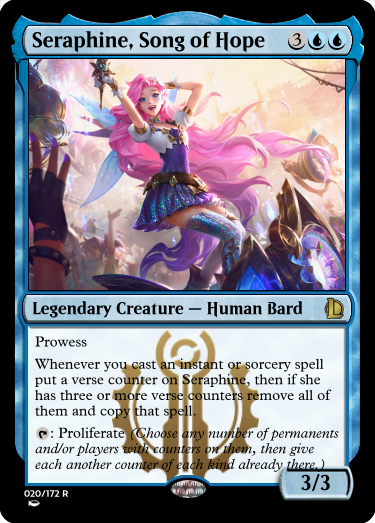 Seraphine, Song of Hope 3
Legendary Creature — Human Bard
Prowess
Whenever you cast an instant or sorcery spell
put a verse counter on Seraphine, then if she
has three or more verse counters remove all of
them and copy that spell.
: Proliferate (Choose any number of permanents
and/or players with counters on them, then give
each another counter of each kind already there.)
3/3
020/172 R